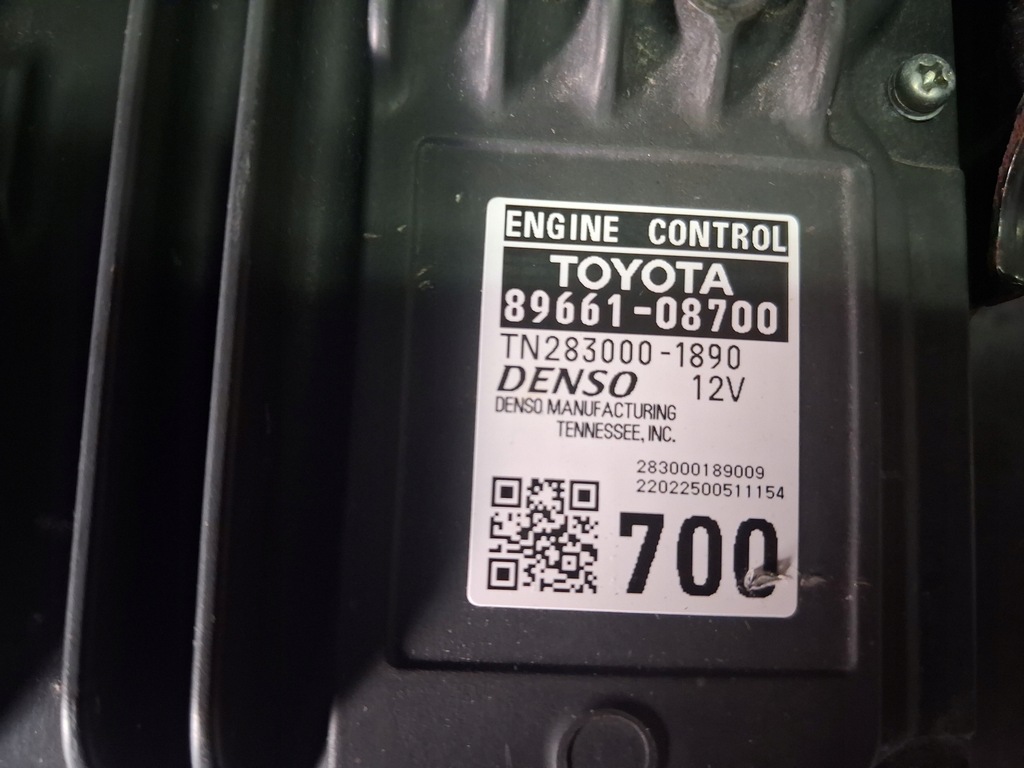 ENGINE CONTROL
TOYOTA
89661-08700
TN283000-1890
DENSO 12V
DENSO MANUFACTURING
TENNESSEE, INC.
283000189009
22022500511154
700